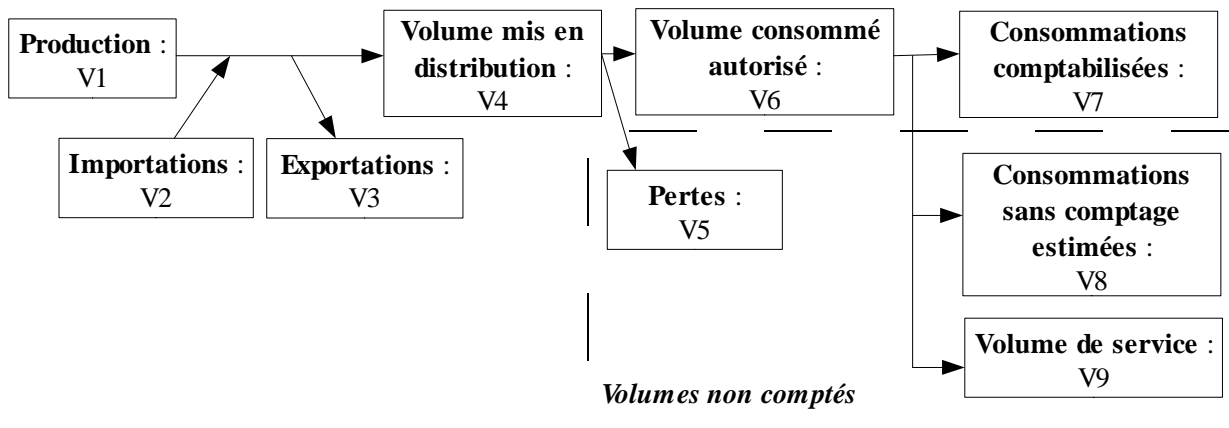 Production :
V1
Importations :
V2
Exportations :
V3
Volume mis en
distribution :
V4
Pertes :
V5
Volume consommé
autorisé :
V6
Consommations
comptabilisées :
V7
Consommations
sans comptage
estimées :
V8
Volume de service :
V9
Volumes non comptés